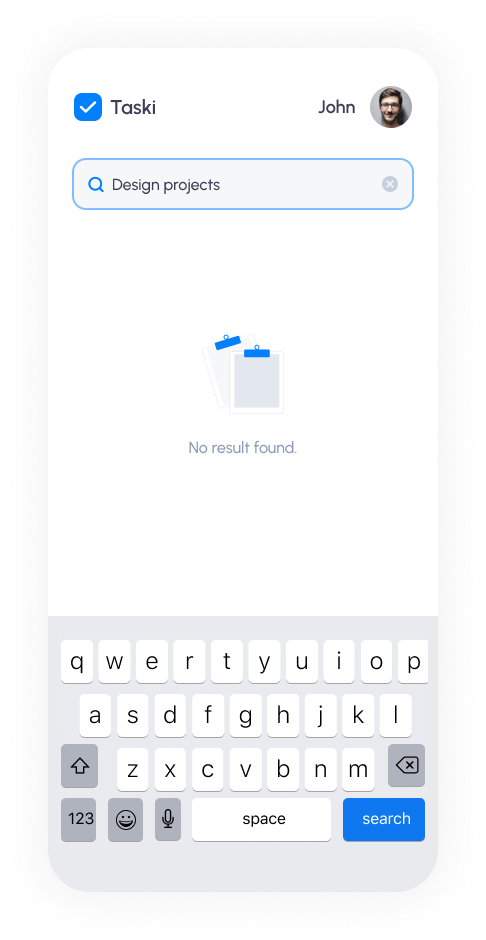 Taski
John
Design projects
No result found.
q w e r t y u i o p
a s d f g h j k l
z x c v b n m
123 space search